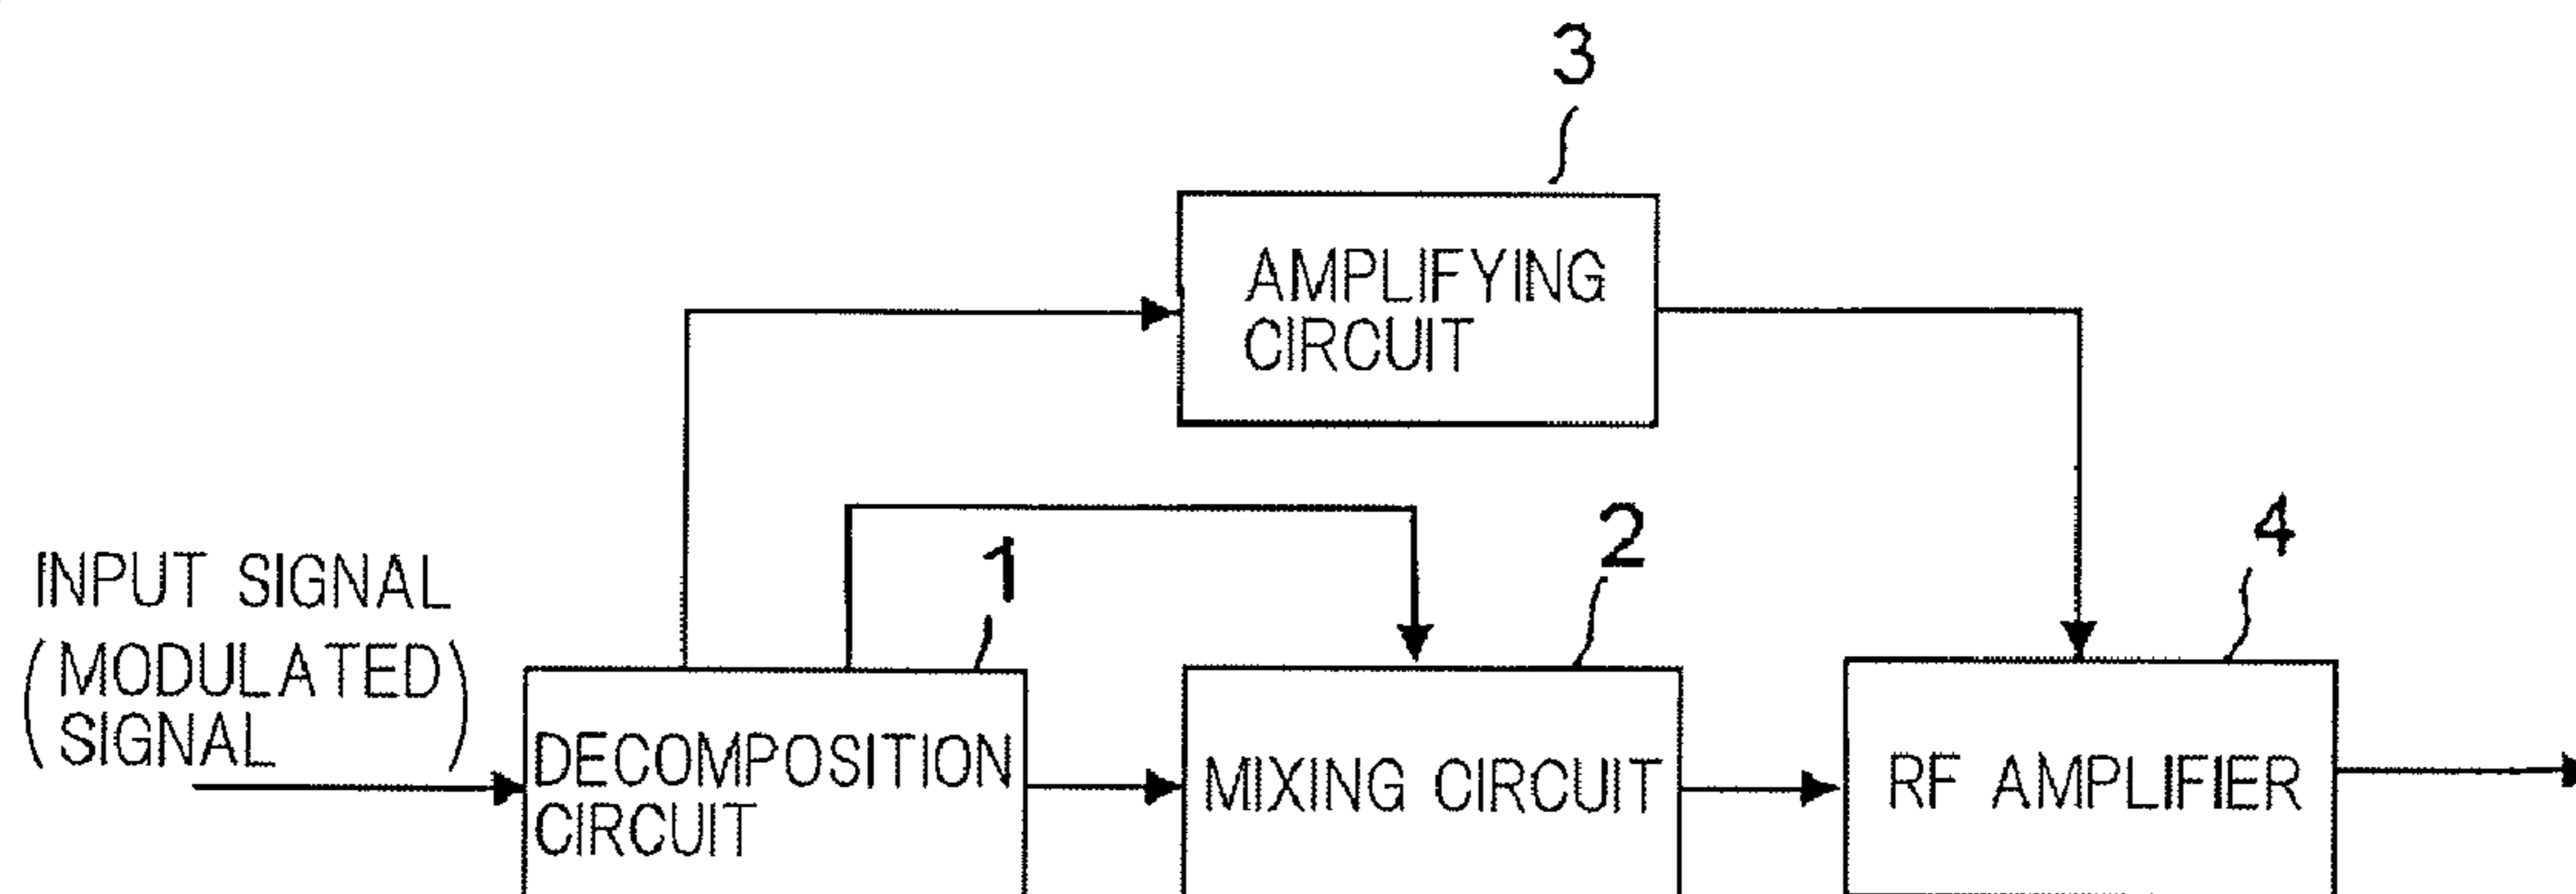 3
AMPLIFYING
CIRCUIT
INPUT SIGNAL
(MODULATED)
SIGNAL
1
2
4
DECOMPOSITION
CIRCUIT
MIXING CIRCUIT
RF AMPLIFIER